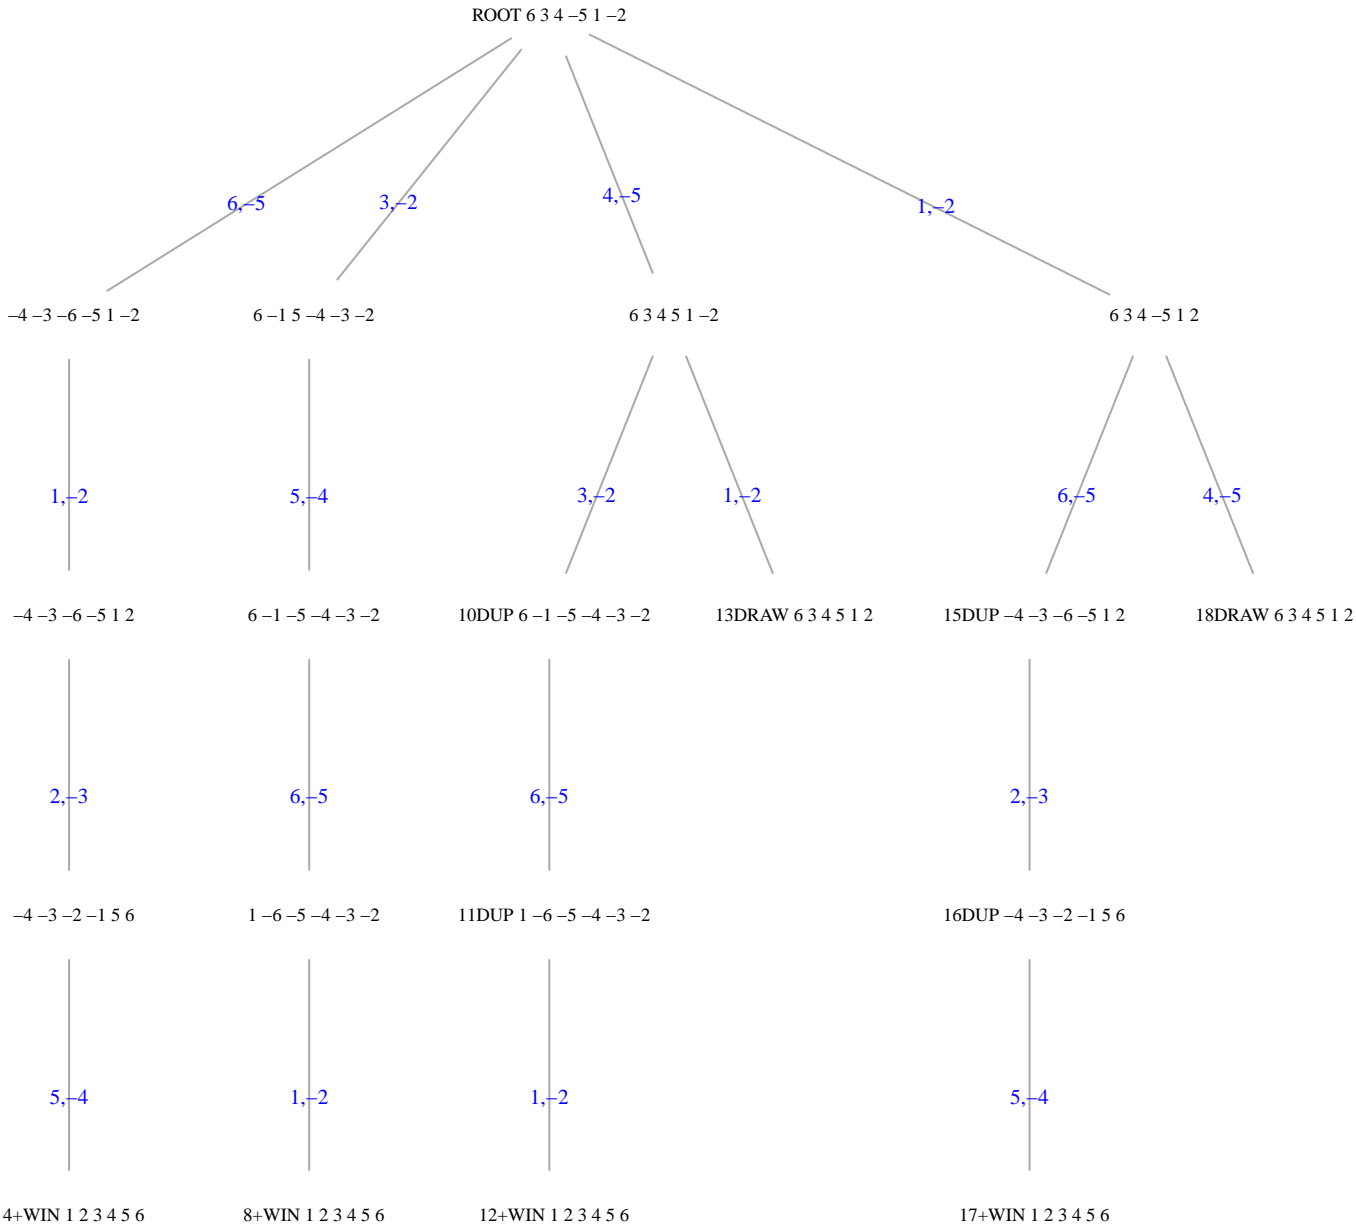 ROOT 6 3 4 –5 1 –2
6,–5
3,–2
4,–5
1,–2
–4 –3 –6 –5 1 –2
6 –1 5 –4 –3 –2
6 3 4 5 1 –2
6 3 4 –5 1 2
1,–2
5,–4
3,–2
1,–2
6,–5
4,–5
–4 –3 –6 –5 1 2
6 –1 –5 –4 –3 –2
10DUP 6 –1 –5 –4 –3 –2
13DRAW 6 3 4 5 1 2
15DUP –4 –3 –6 –5 1 2
18DRAW 6 3 4 5 1 2
2,–3
6,–5
6,–5
2,–3
–4 –3 –2 –1 5 6
1 –6 –5 –4 –3 –2
11DUP 1 –6 –5 –4 –3 –2
16DUP –4 –3 –2 –1 5 6
5,–4
1,–2
1,–2
5,–4
4+WIN 1 2 3 4 5 6
8+WIN 1 2 3 4 5 6
12+WIN 1 2 3 4 5 6
17+WIN 1 2 3 4 5 6